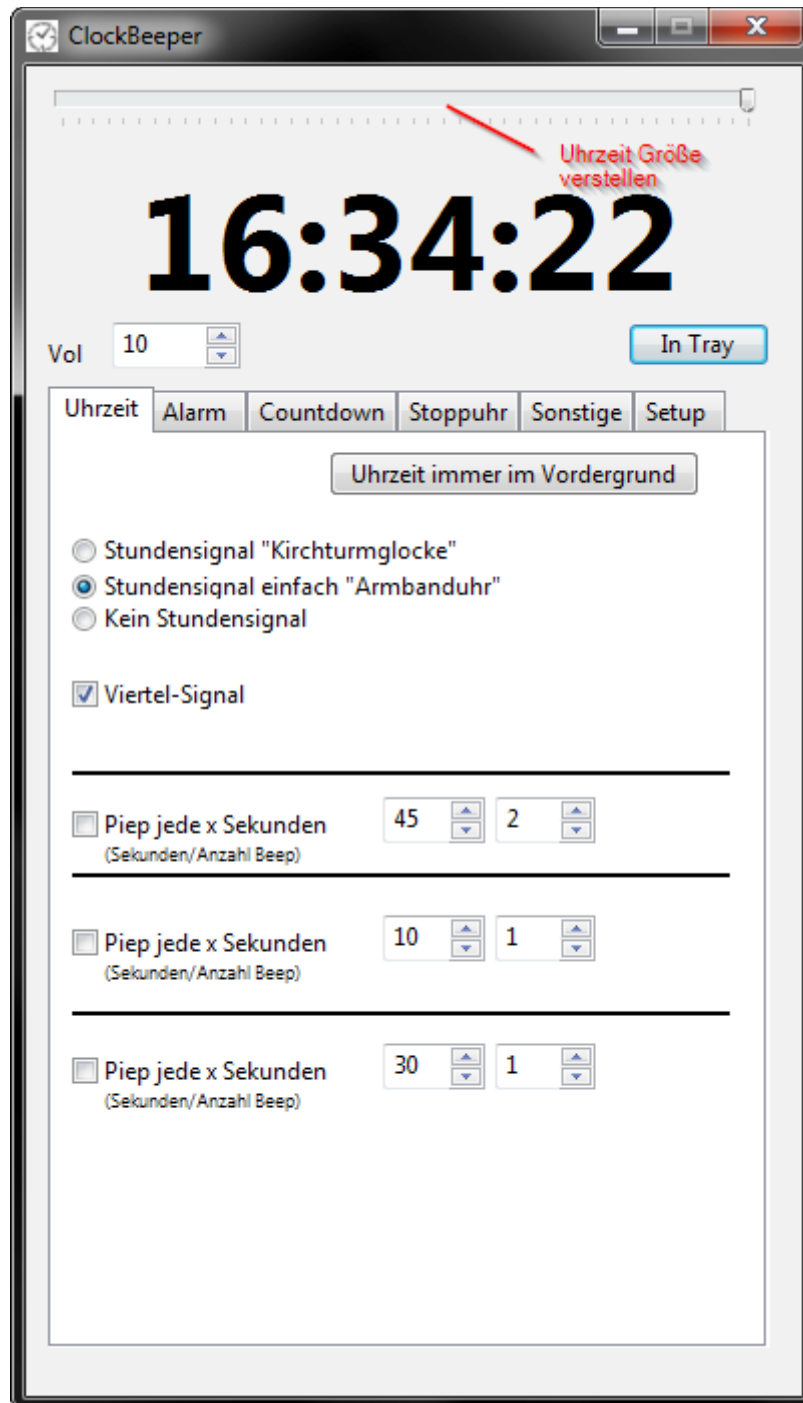 ClockBeeper
Uhrzeit Größe
verstellen
16:34:22
Vol 10 In Tray
Uhrzeit Alarm Countdown Stoppuhr Sonstige Setup
Uhrzeit immer im Vordergrund
Stundensignal "Kirchturmglocke"
Stundensignal einfach "Armbanduhr"
Kein Stundensignal
Viertel-Signal
Piep jede x Sekunden 45 2
(Sekunden/Anzahl Beep)
Piep jede x Sekunden 10 1
(Sekunden/Anzahl Beep)
Piep jede x Sekunden 30 1
(Sekunden/Anzahl Beep)